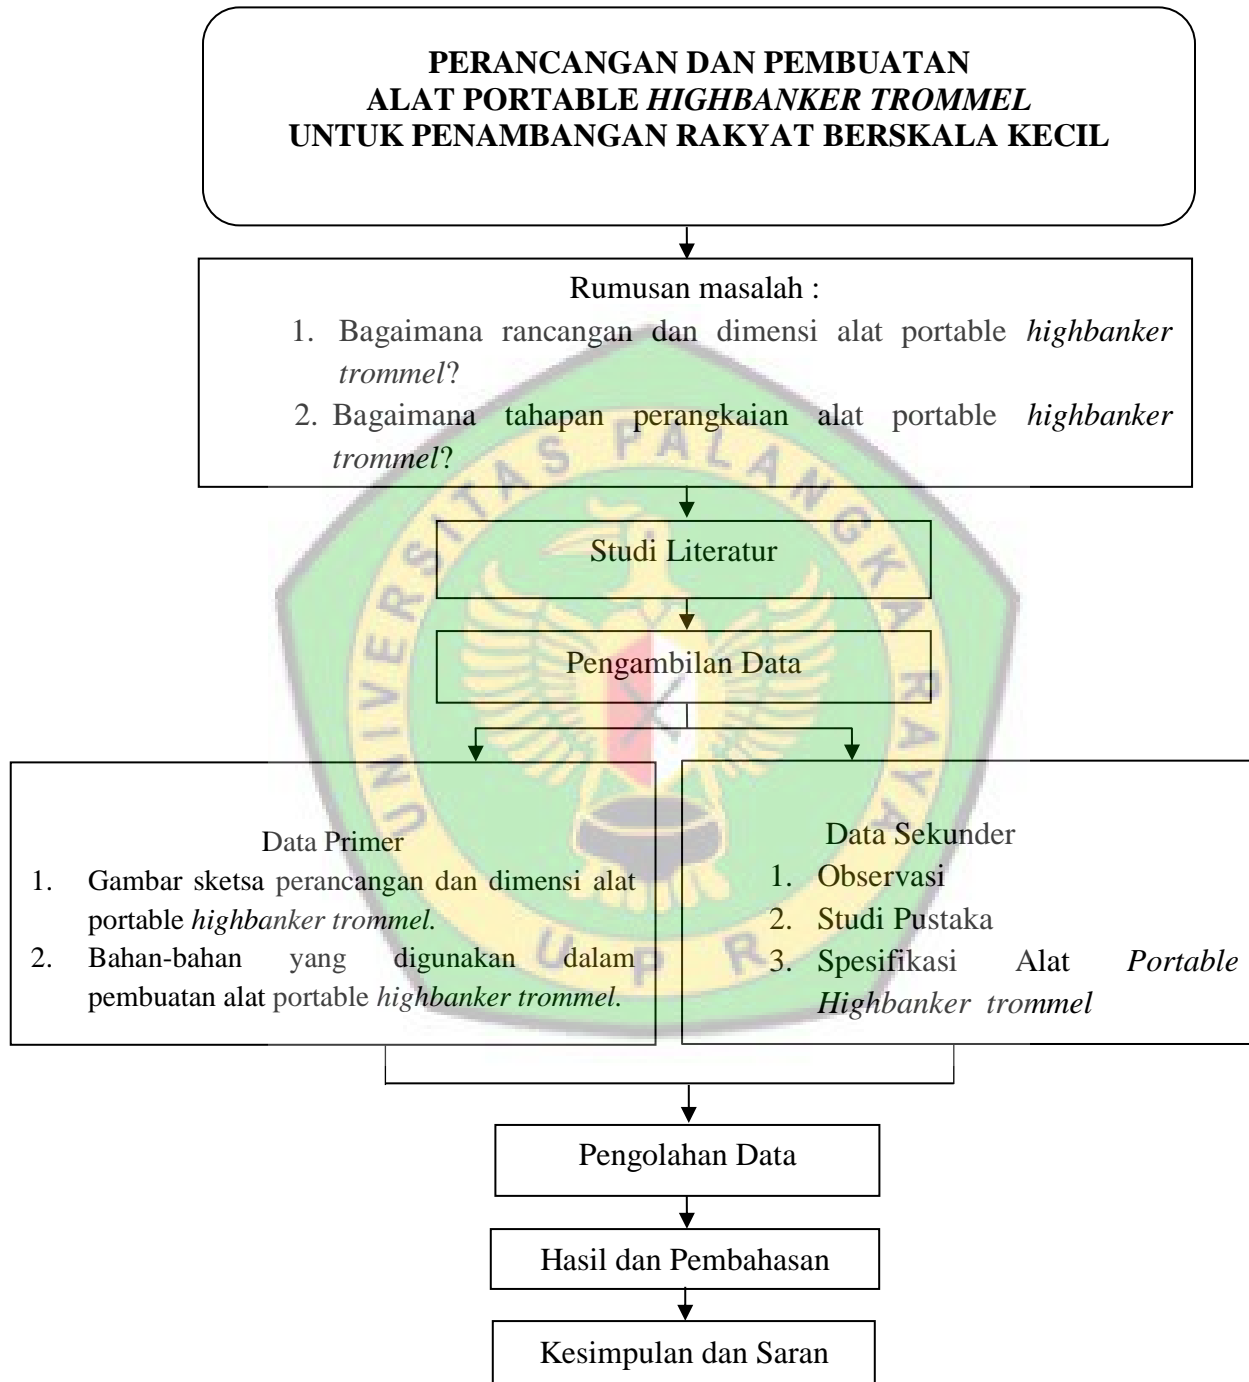 PERANCANGAN DAN PEMBUATAN
ALAT PORTABLE HIGHBANKER TROMMEL
UNTUK PENAMBANGAN RAKYAT BERSKALA KECIL
Rumusan masalah :
1. Bagaimana rancangan dan dimensi alat portable highbanker
trommel?
2. Bagaimana tahapan perangkaian alat portable highbanker
trommel?
Studi Literatur
Pengambilan Data
Data Primer
1. Gambar sketsa perancangan dan dimensi alat
portable highbanker trommel.
2. Bahan-bahan yang digunakan dalam
pembuatan alat portable highbanker trommel.
Data Sekunder
1. Observasi
2. Studi Pustaka
3. Spesifikasi Alat Portable
Highbanker trommel
Pengolahan Data
Hasil dan Pembahasan
Kesimpulan dan Saran
UNIVERSITAS PALANGKA RAYA
UPR